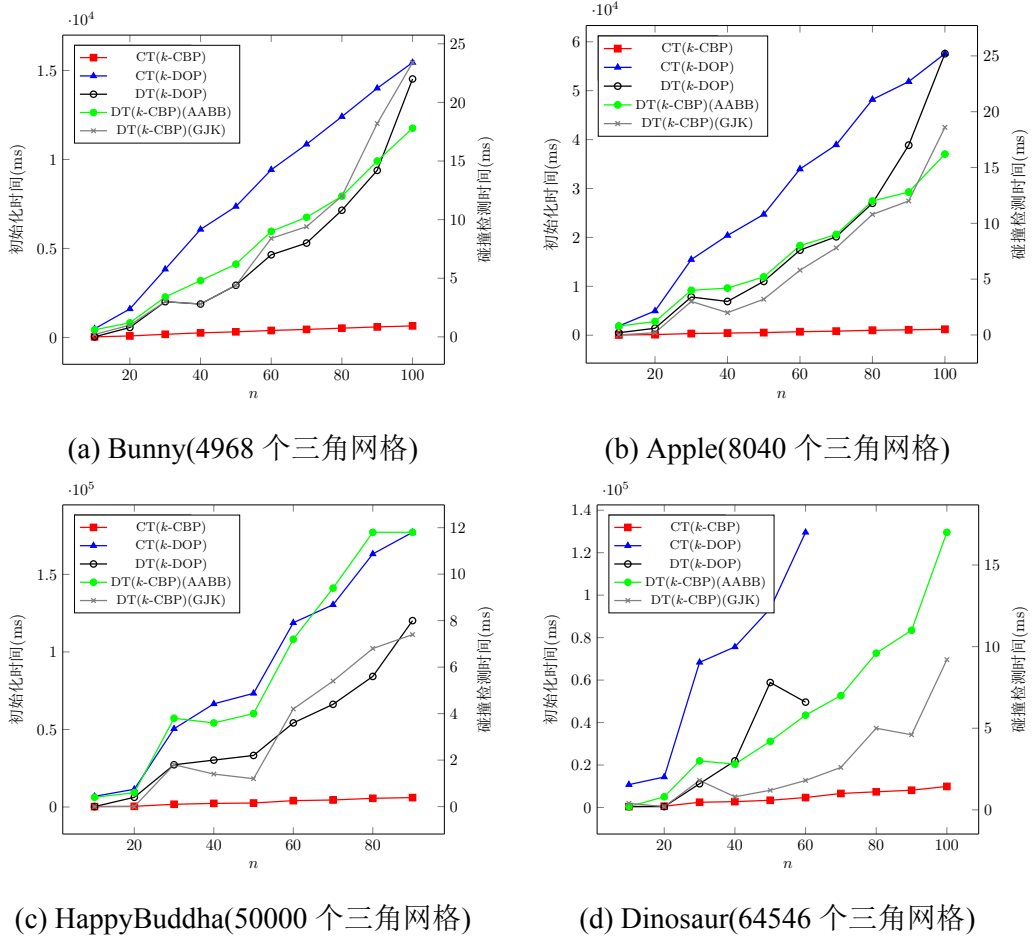 ·10^4
CT(k-CBP)
CT(k-DOP)
DT(k-DOP)
DT(k-CBP)(AABB)
DT(k-CBP)(GJK)
初始化时间(ms)
碰撞检测时间(ms)
1.5
1
0.5
0
25
20
15
10
5
0
20 40 60 80 100
n
(a) Bunny(4968 个三角网格)
·10^4
CT(k-CBP)
CT(k-DOP)
DT(k-DOP)
DT(k-CBP)(AABB)
DT(k-CBP)(GJK)
初始化时间(ms)
碰撞检测时间(ms)
6
5
4
3
2
1
0
25
20
15
10
5
0
20 40 60 80 100
n
(b) Apple(8040 个三角网格)
·10^5
CT(k-CBP)
CT(k-DOP)
DT(k-DOP)
DT(k-CBP)(AABB)
DT(k-CBP)(GJK)
初始化时间(ms)
碰撞检测时间(ms)
1.5
1
0.5
0
12
10
8
6
4
2
0
20 40 60 80
n
(c) HappyBuddha(50000 个三角网格)
·10^5
CT(k-CBP)
CT(k-DOP)
DT(k-DOP)
DT(k-CBP)(AABB)
DT(k-CBP)(GJK)
初始化时间(ms)
碰撞检测时间(ms)
1.4
1.2
1
0.8
0.6
0.4
0.2
0
15
10
5
0
20 40 60 80 100
n
(d) Dinosaur(64546 个三角网格)